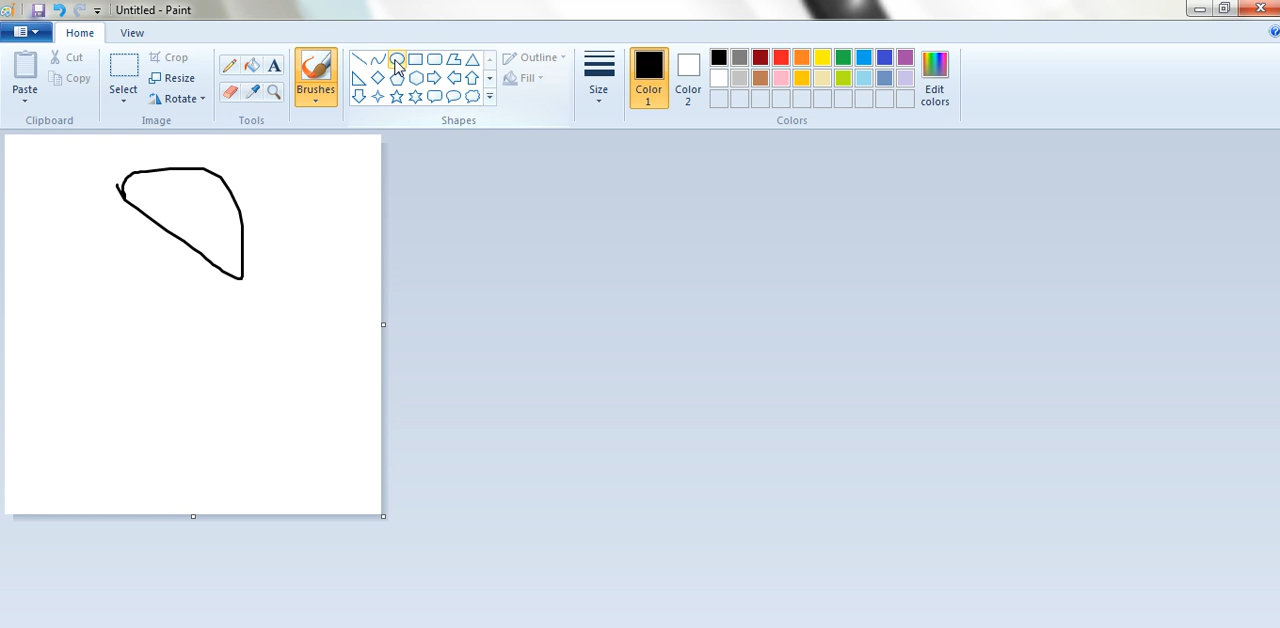 Untitled - Paint
Home View
Paste
Cut
Copy
Clipboard
Select
Crop
Resize
Rotate
Image
A
Tools
Brushes
Shapes
Outline
Fill
Size
Color 1
Color 2
Edit colors
Colors